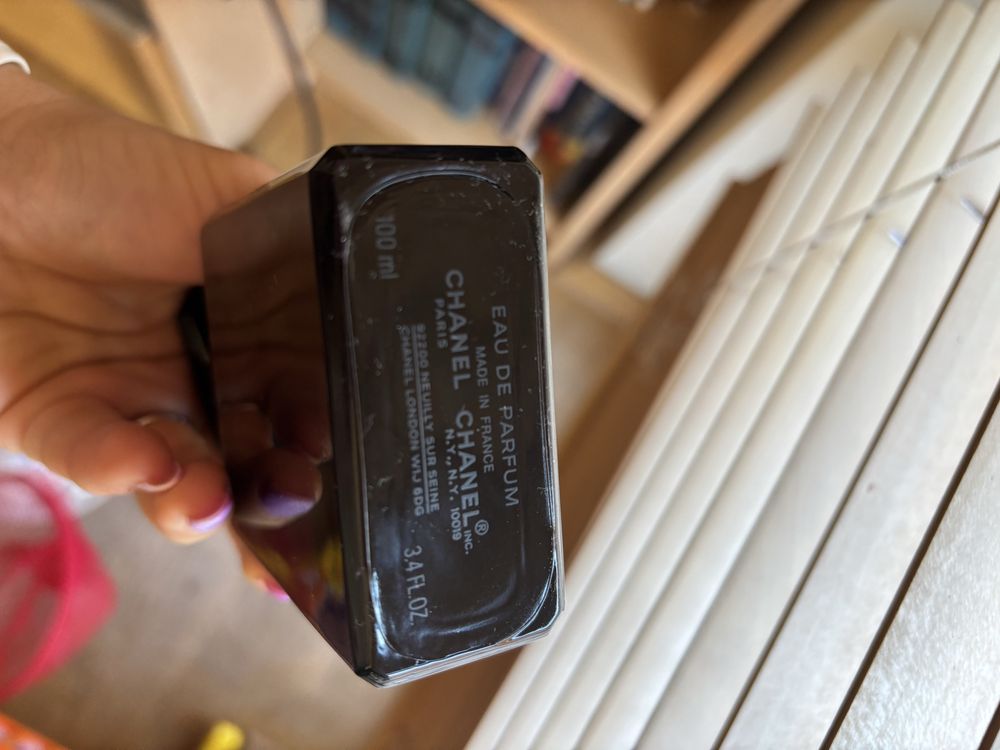 EAU DE PARFUM
MADE IN FRANCE
CHANEL CHANEL®
PARIS
INC.
N.Y., N.Y. 10019
92200 NEUILLY SUR SEINE
CHANEL LONDON W1J 6DG
100 ml
3.4 FL.OZ.